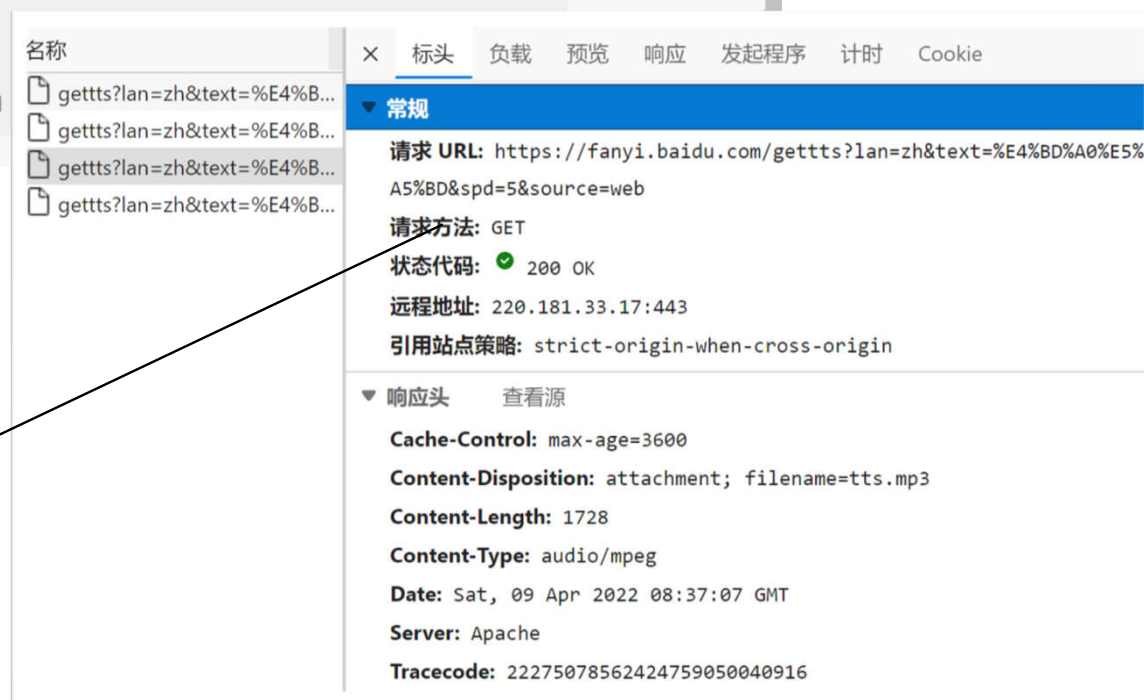 名称
gettts?lan=zh&text=%E4%B...
gettts?lan=zh&text=%E4%B...
gettts?lan=zh&text=%E4%B...
gettts?lan=zh&text=%E4%B...
× 标头 负载 预览 响应 发起程序 计时 Cookie
常规
请求 URL: https://fanyi.baidu.com/gettts?lan=zh&text=%E4%BD%A0%E5%
A5%BD&spd=5&source=web
请求方法: GET
状态代码: 200 OK
远程地址: 220.181.33.17:443
引用站点策略: strict-origin-when-cross-origin
响应头 查看源
Cache-Control: max-age=3600
Content-Disposition: attachment; filename=tts.mp3
Content-Length: 1728
Content-Type: audio/mpeg
Date: Sat, 09 Apr 2022 08:37:07 GMT
Server: Apache
Tracecode: 22275078562424759050040916